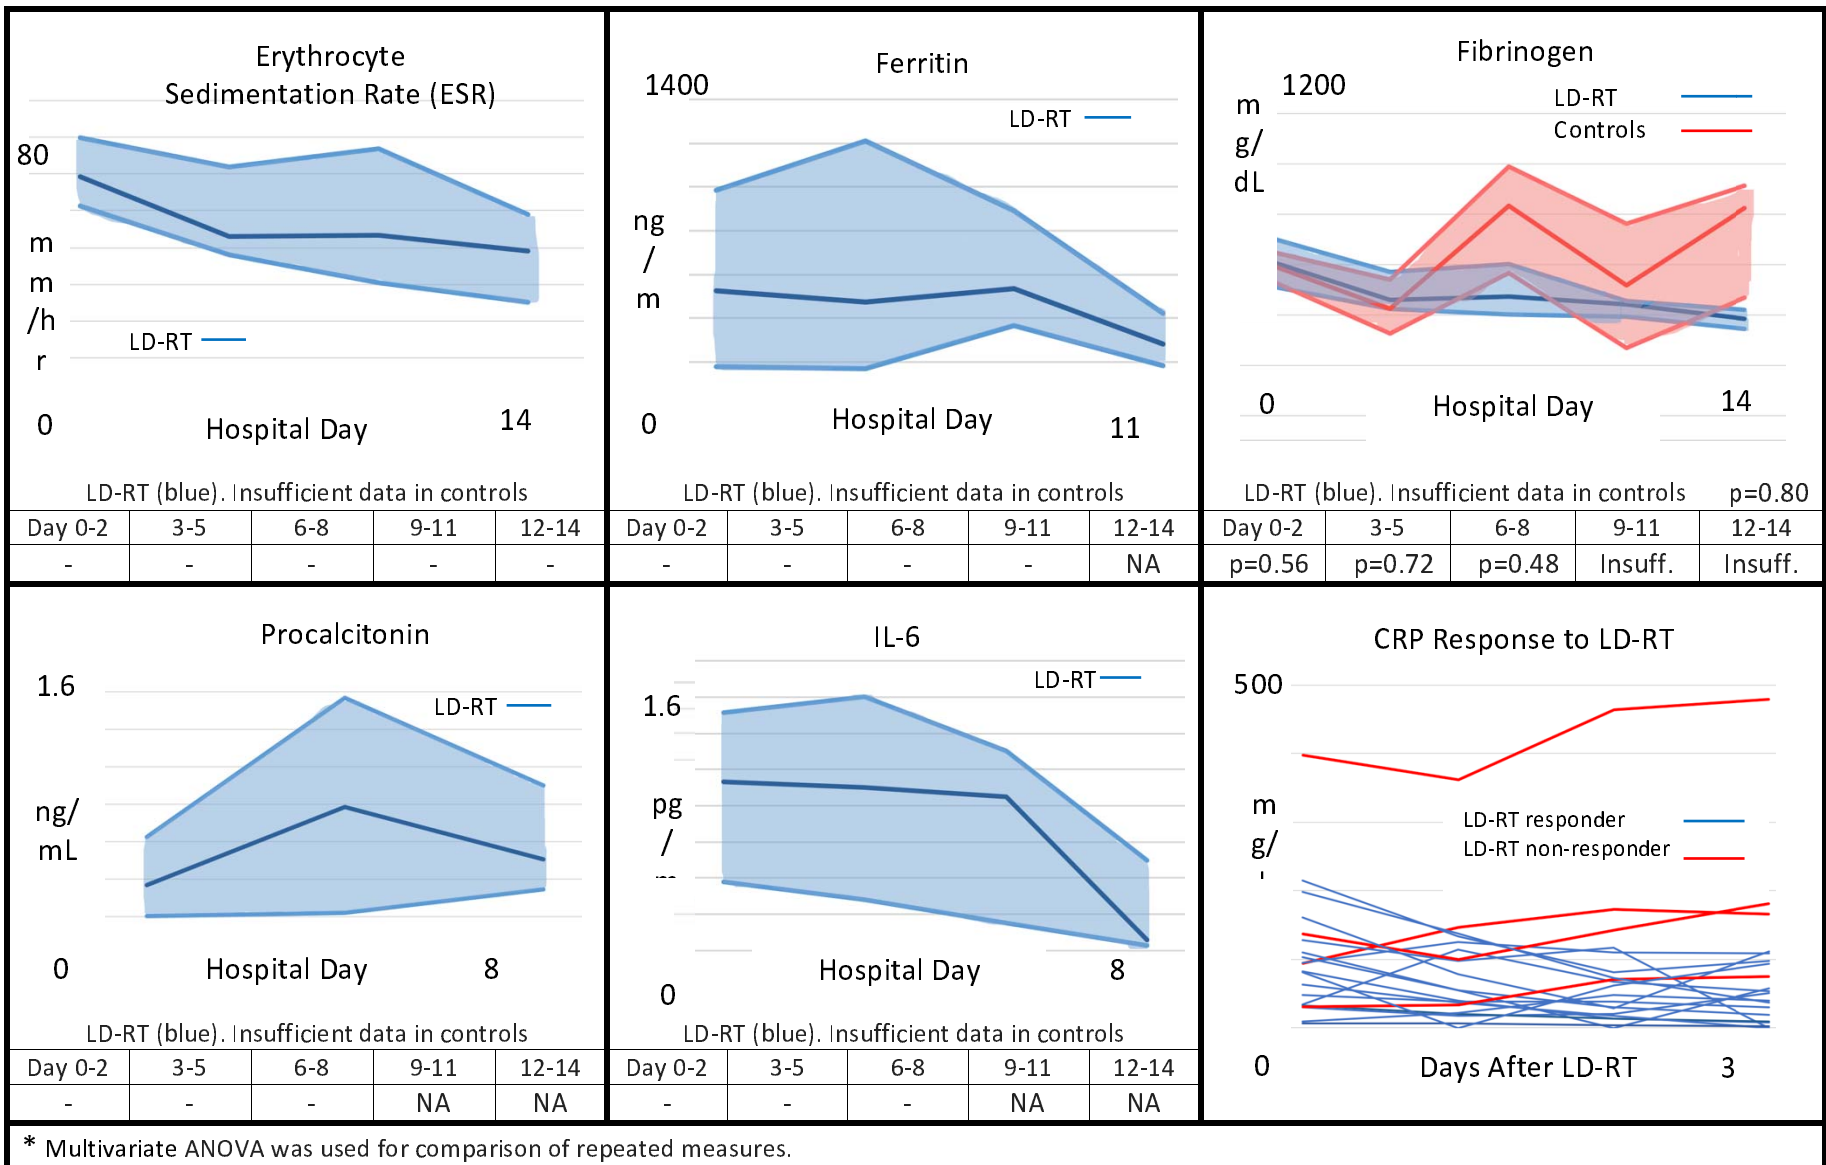 Erythrocyte
Sedimentation Rate (ESR)
80
m
m
/h
r
LD-RT
0
Hospital Day
14
LD-RT (blue). Insufficient data in controls
Day 0-2 3-5 6-8 9-11 12-14
- - - - -
Ferritin
1400
LD-RT
ng
/
m
0
Hospital Day
11
LD-RT (blue). Insufficient data in controls
Day 0-2 3-5 6-8 9-11 12-14
- - - - NA
Fibrinogen
1200
m
g/
dL
LD-RT
Controls
0
Hospital Day
14
LD-RT (blue). Insufficient data in controls p=0.80
Day 0-2 3-5 6-8 9-11 12-14
p=0.56 p=0.72 p=0.48 Insuff. Insuff.
Procalcitonin
1.6
LD-RT
ng/
mL
0
Hospital Day
8
LD-RT (blue). Insufficient data in controls
Day 0-2 3-5 6-8 9-11 12-14
- - - NA NA
IL-6
1.6
LD-RT
pg
/
0
Hospital Day
8
LD-RT (blue). Insufficient data in controls
Day 0-2 3-5 6-8 9-11 12-14
- - - NA NA
CRP Response to LD-RT
500
m
g/
LD-RT responder
LD-RT non-responder
0
Days After LD-RT
3
* Multivariate ANOVA was used for comparison of repeated measures.